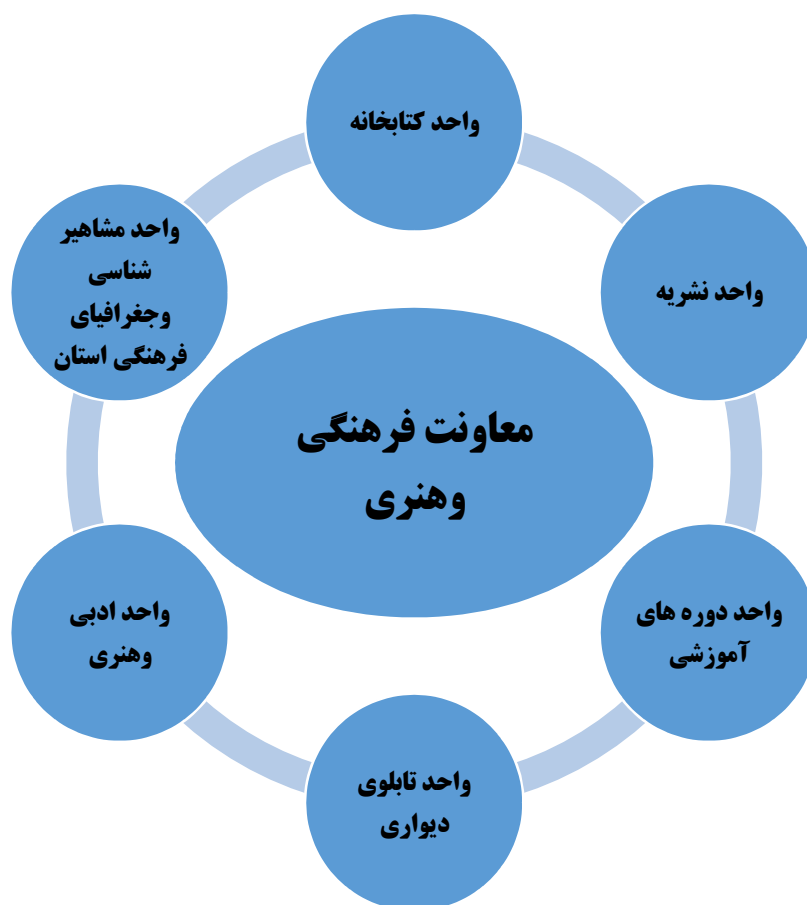 واحد کتابخانه
واحد نشریه
واحد دوره های
آموزشی
واحد تابلوی
دیواری
واحد ادبی
وهنری
واحد مشاهیر
شناسی
وجغرافیای
فرهنگی استان
معاونت فرهنگی
وهنری